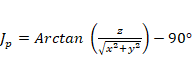 J_p = Arctan (z / √(x² + y²)) − 90°